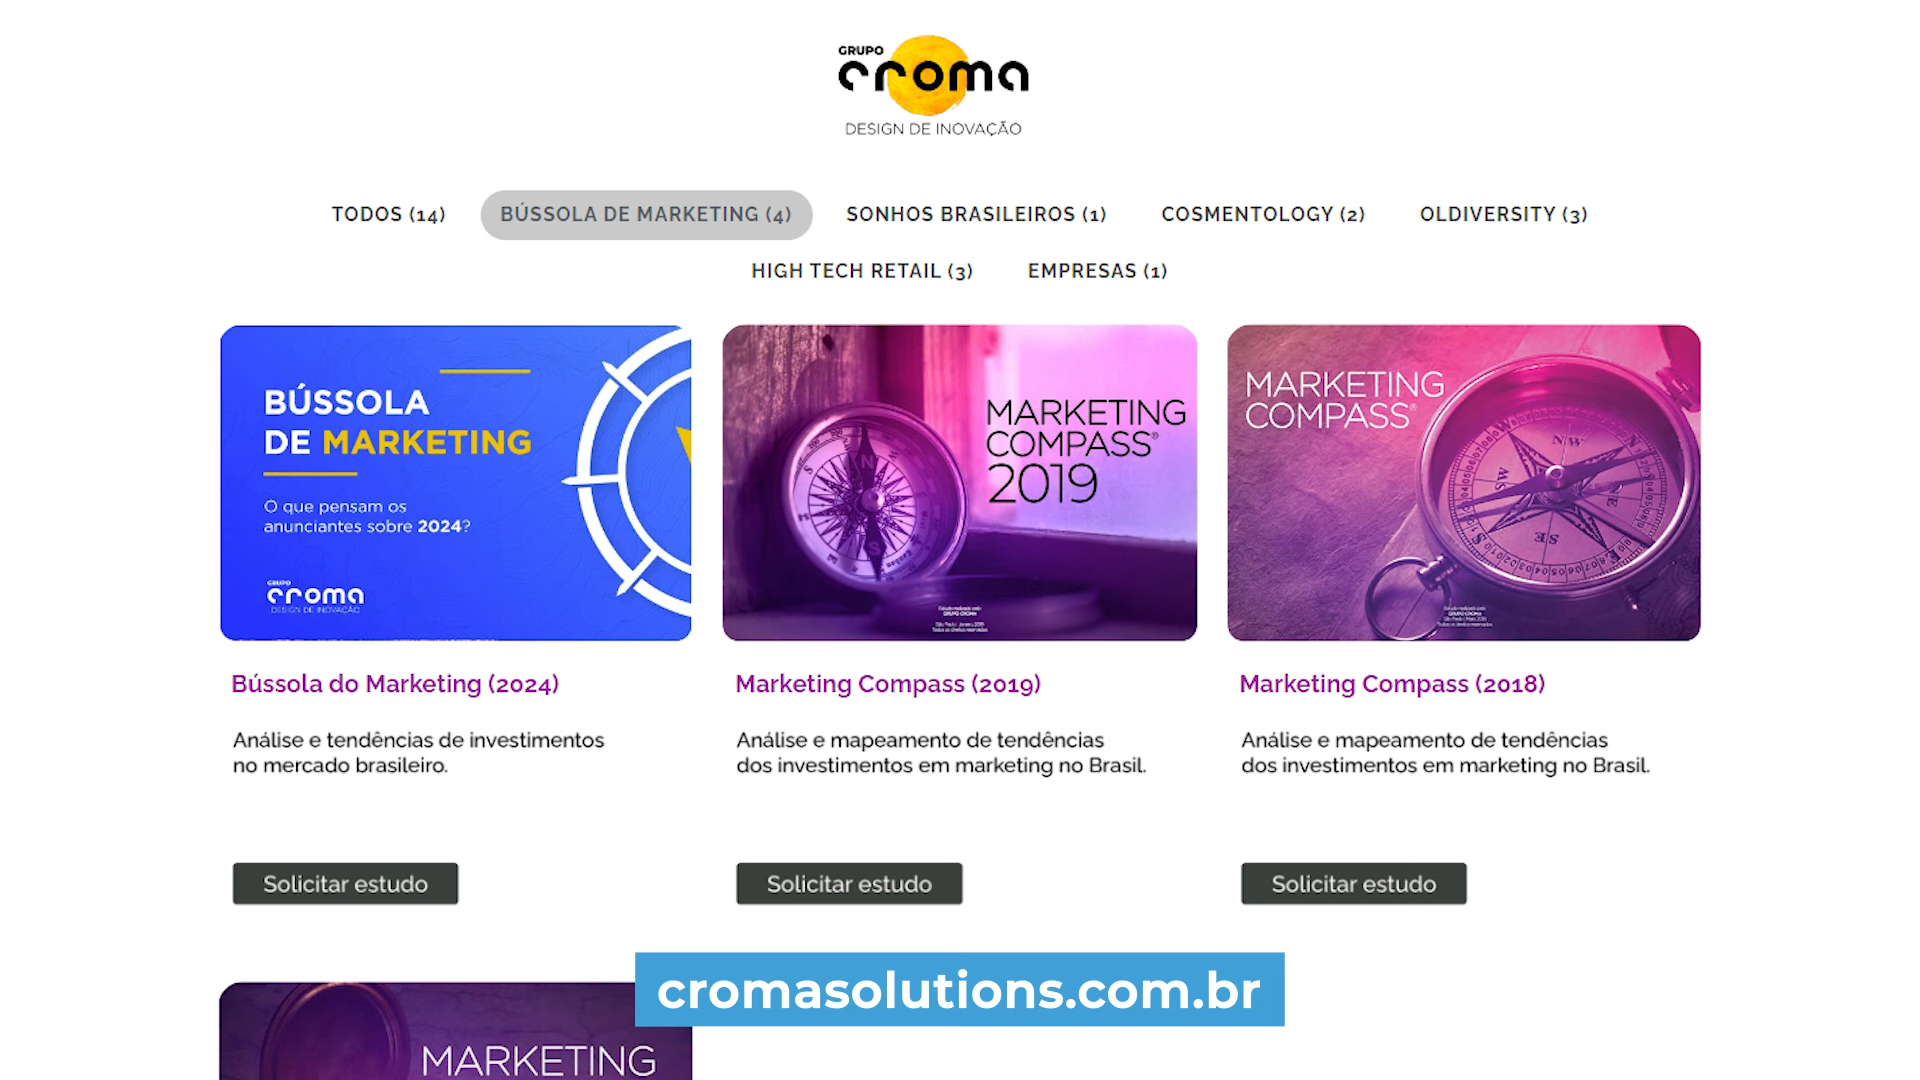 GRUPO
croma
DESIGN DE INOVAÇÃO
TODOS (14)
BÚSSOLA DE MARKETING (4)
SONHOS BRASILEIROS (1)
COSMENTOLOGY (2)
OLDIVERSITY (3)
HIGH TECH RETAIL (3)
EMPRESAS (1)
BÚSSOLA
DE MARKETING
O que pensam os
anunciantes sobre 2024?
GRUPO
croma
DESIGN DE INOVAÇÃO
MARKETING
COMPASS®
2019
MARKETING
COMPASS®
Bússola do Marketing (2024)
Análise e tendências de investimentos
no mercado brasileiro.
Solicitar estudo
Marketing Compass (2019)
Análise e mapeamento de tendências
dos investimentos em marketing no Brasil.
Solicitar estudo
Marketing Compass (2018)
Análise e mapeamento de tendências
dos investimentos em marketing no Brasil.
Solicitar estudo
cromasolutions.com.br
MARKETING